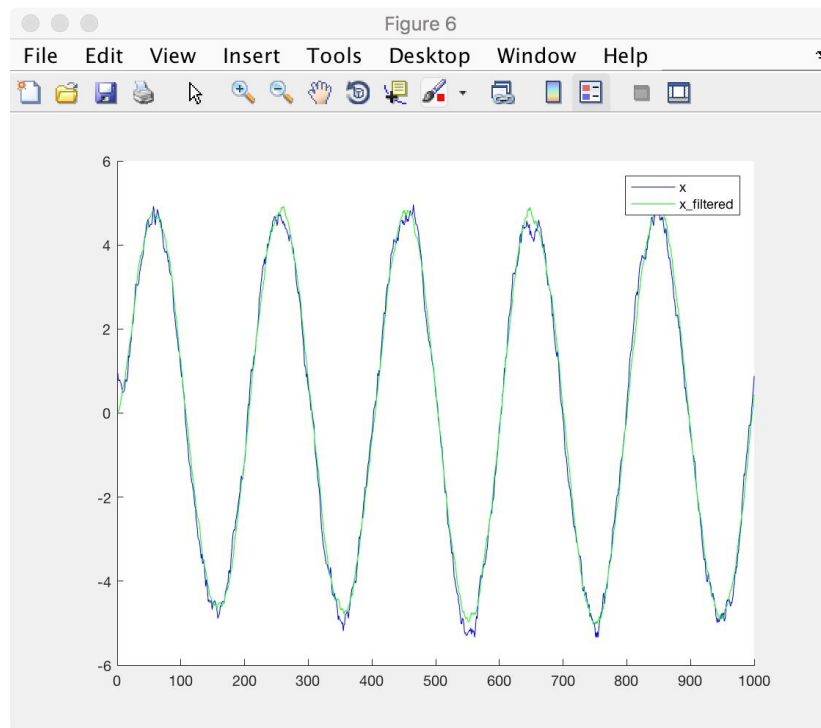 Figure 6
File Edit View Insert Tools Desktop Window Help
6
4
2
0
-2
-4
-6
x
x_filtered
0 100 200 300 400 500 600 700 800 900 1000